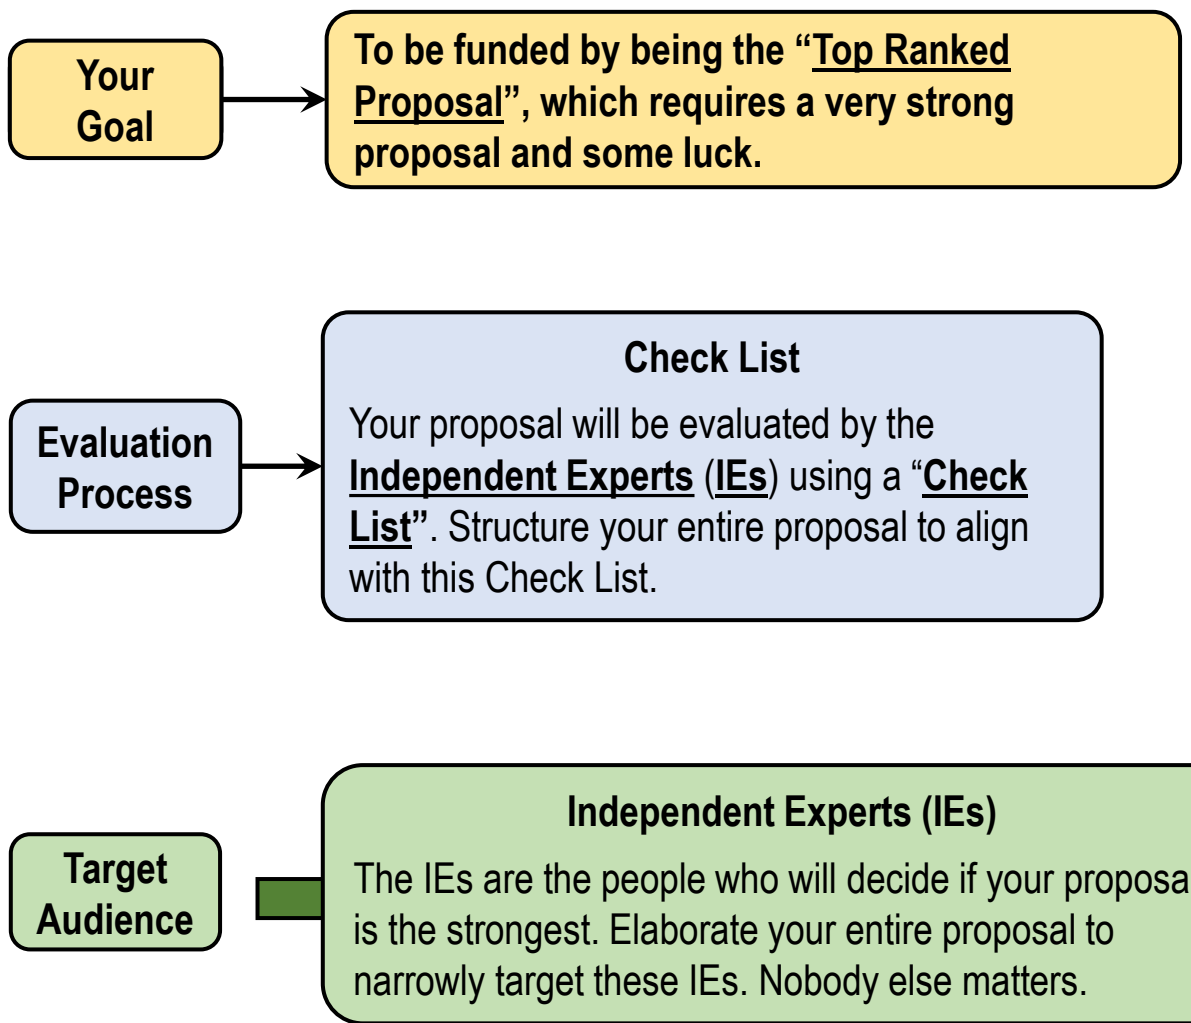 Your
Goal
To be funded by being the “Top Ranked
Proposal”, which requires a very strong
proposal and some luck.
Evaluation
Process
Check List
Your proposal will be evaluated by the
Independent Experts (IEs) using a “Check
List”. Structure your entire proposal to align
with this Check List.
Target
Audience
Independent Experts (IEs)
The IEs are the people who will decide if your proposa
is the strongest. Elaborate your entire proposal to
narrowly target these IEs. Nobody else matters.